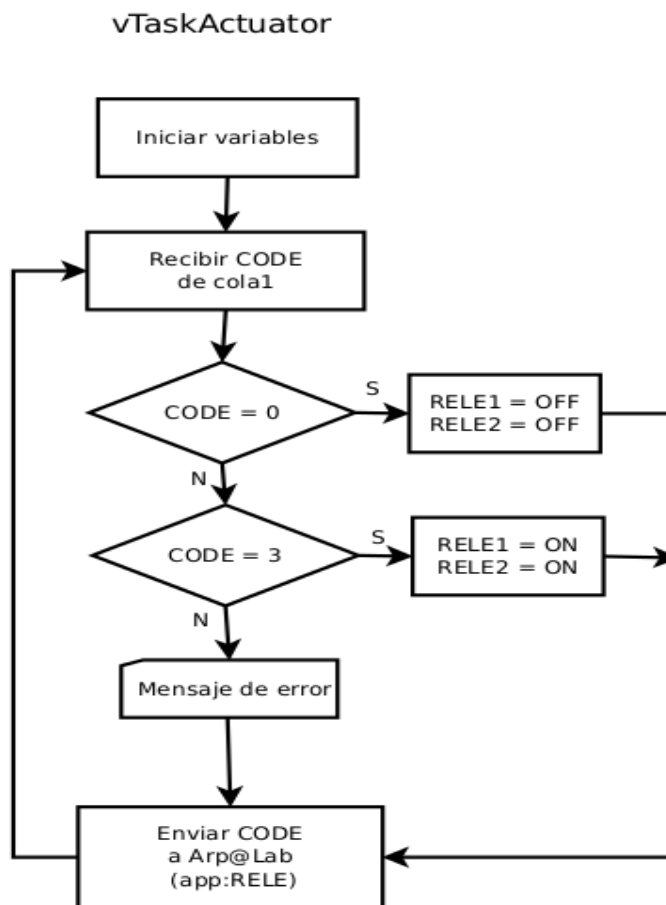 vTaskActuator
Iniciar variables
Recibir CODE
de cola1
CODE = 0
S
RELE1 = OFF
RELE2 = OFF
N
CODE = 3
S
RELE1 = ON
RELE2 = ON
N
Mensaje de error
Enviar CODE
a Arp@Lab
(app:RELE)